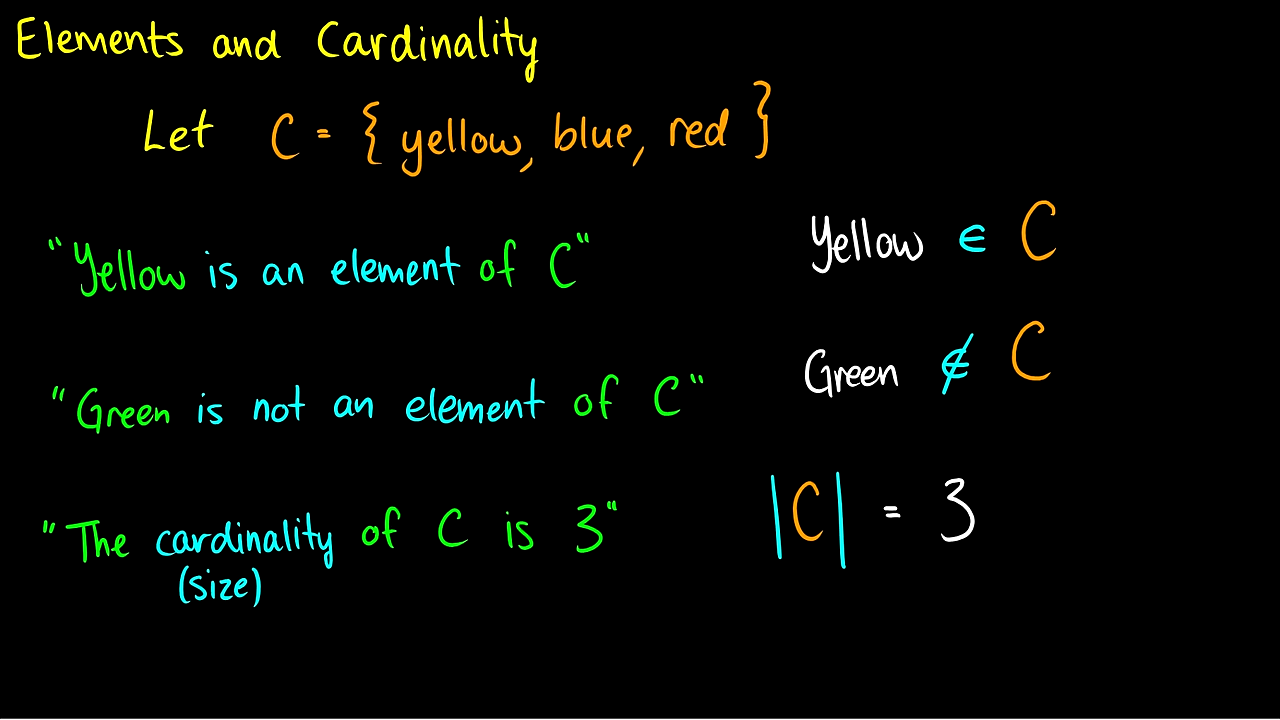 Elements and Cardinality
Let C = { yellow, blue, red }
"Yellow is an element of C" Yellow ∈ C
"Green is not an element of C" Green ∉ C
"The cardinality of C is 3" |C| = 3
(size)